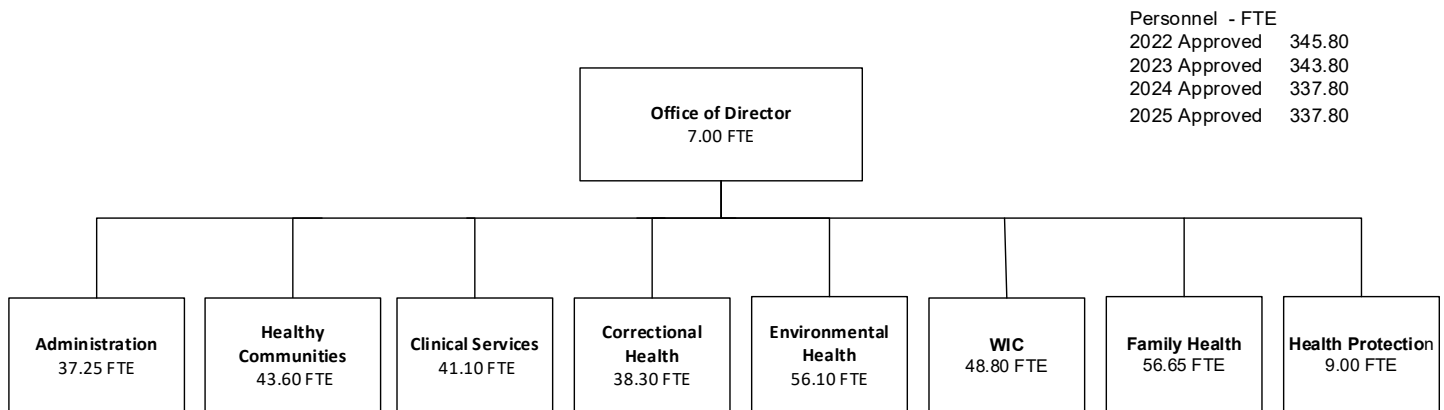 Personnel - FTE
2022 Approved 345.80
2023 Approved 343.80
2024 Approved 337.80
2025 Approved 337.80
Office of Director
7.00 FTE
Administration
37.25 FTE
Healthy
Communities
43.60 FTE
Clinical Services
41.10 FTE
Correctional
Health
38.30 FTE
Environmental
Health
56.10 FTE
WIC
48.80 FTE
Family Health
56.65 FTE
Health Protection
9.00 FTE